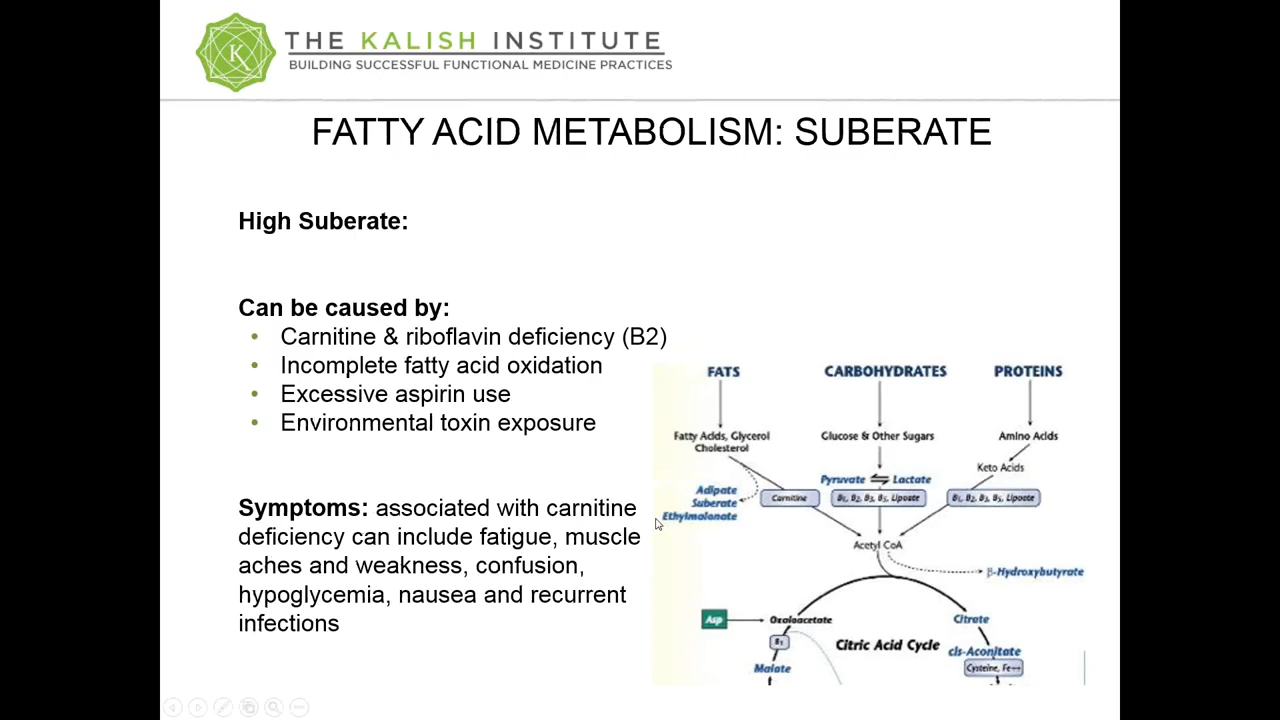 THE KALISH INSTITUTE
BUILDING SUCCESSFUL FUNCTIONAL MEDICINE PRACTICES
FATTY ACID METABOLISM: SUBERATE
High Suberate:
Can be caused by:
• Carnitine & riboflavin deficiency (B2)
• Incomplete fatty acid oxidation
• Excessive aspirin use
• Environmental toxin exposure
Symptoms: associated with carnitine
deficiency can include fatigue, muscle
aches and weakness, confusion,
hypoglycemia, nausea and recurrent
infections
FATS CARBOHYDRATES PROTEINS
Fatty Acids, Glycerol
Cholesterol
Glucose & Other Sugars
Amino Acids
Keto Acids
Pyruvate ⇌ Lactate
Adipate
Suberate
Ethylmalonate
Carnitine
B1, B2, B3, B5, Lipoate
B1, B2, B3, B5, Lipoate
Acetyl CoA
β-Hydroxybutyrate
Asp
Oxaloacetate
Citrate
B3
Citric Acid Cycle
cis-Aconitate
Malate
Cysteine, Fe++
K